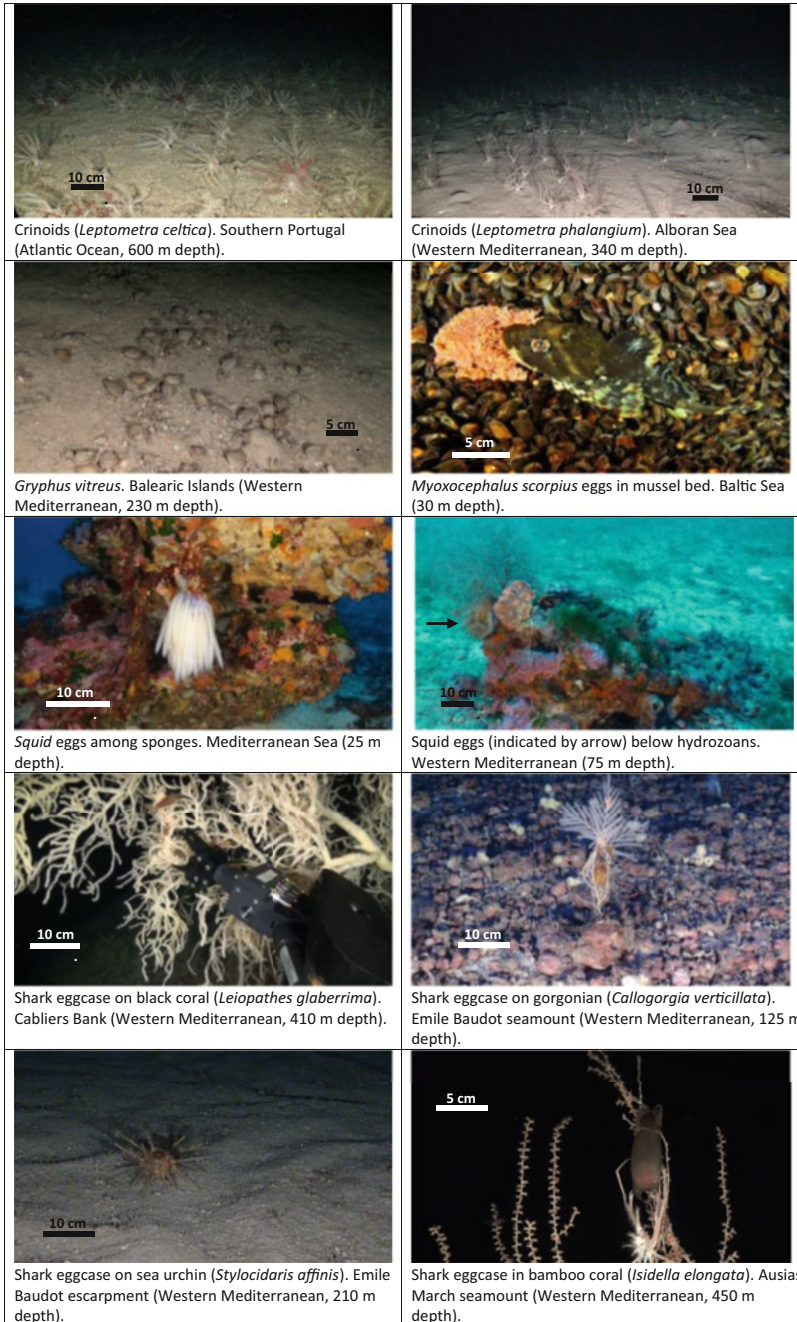 10 cm
10 cm
Crinoids (Leptometra celtica). Southern Portugal
(Atlantic Ocean, 600 m depth).
Crinoids (Leptometra phalangium). Alboran Sea
(Western Mediterranean, 340 m depth).
5 cm
5 cm
Gryphus vitreus. Balearic Islands (Western
Mediterranean, 230 m depth).
Myoxocephalus scorpius eggs in mussel bed. Baltic Sea
(30 m depth).
10 cm
10 cm
Squid eggs among sponges. Mediterranean Sea (25 m
depth).
Squid eggs (indicated by arrow) below hydrozoans.
Western Mediterranean (75 m depth).
10 cm
10 cm
Shark eggcase on black coral (Leiopathes glaberrima).
Cabliers Bank (Western Mediterranean, 410 m depth).
Shark eggcase on gorgonian (Callogorgia verticillata).
Emile Baudot seamount (Western Mediterranean, 125 m
depth).
10 cm
5 cm
Shark eggcase on sea urchin (Stylocidaris affinis). Emile
Baudot escarpment (Western Mediterranean, 210 m
depth).
Shark eggcase in bamboo coral (Isidella elongata). Ausias
March seamount (Western Mediterranean, 450 m
depth).